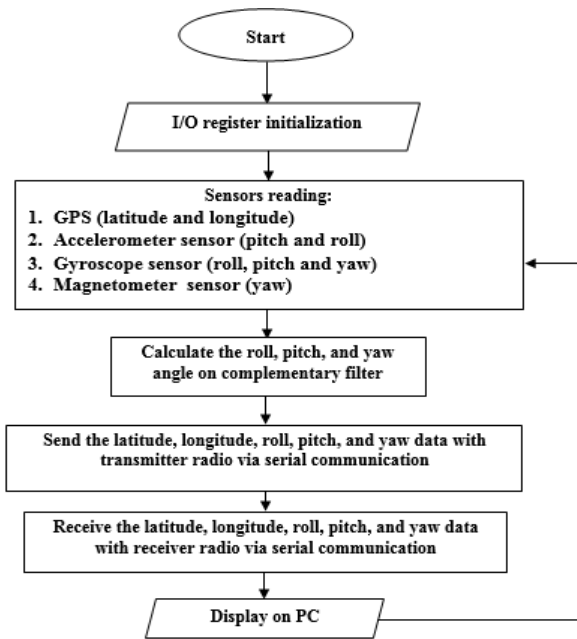 Start
I/O register initialization
Sensors reading:
1. GPS (latitude and longitude)
2. Accelerometer sensor (pitch and roll)
3. Gyroscope sensor (roll, pitch and yaw)
4. Magnetometer sensor (yaw)
Calculate the roll, pitch, and yaw
angle on complementary filter
Send the latitude, longitude, roll, pitch, and yaw data with
transmitter radio via serial communication
Receive the latitude, longitude, roll, pitch, and yaw data
with receiver radio via serial communication
Display on PC